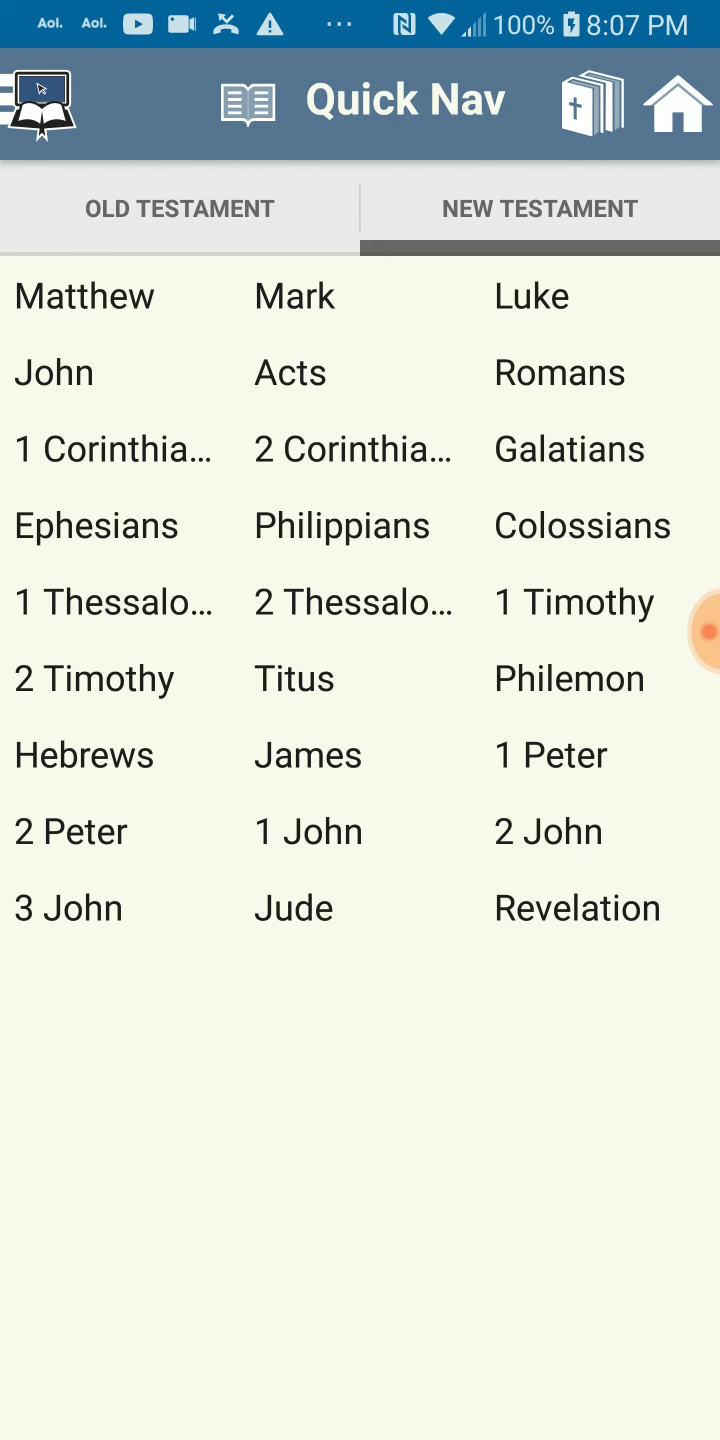 Aol. Aol. ... 100% 8:07 PM
Quick Nav
OLD TESTAMENT NEW TESTAMENT
Matthew Mark Luke
John Acts Romans
1 Corinthia... 2 Corinthia... Galatians
Ephesians Philippians Colossians
1 Thessalo... 2 Thessalo... 1 Timothy
2 Timothy Titus Philemon
Hebrews James 1 Peter
2 Peter 1 John 2 John
3 John Jude Revelation